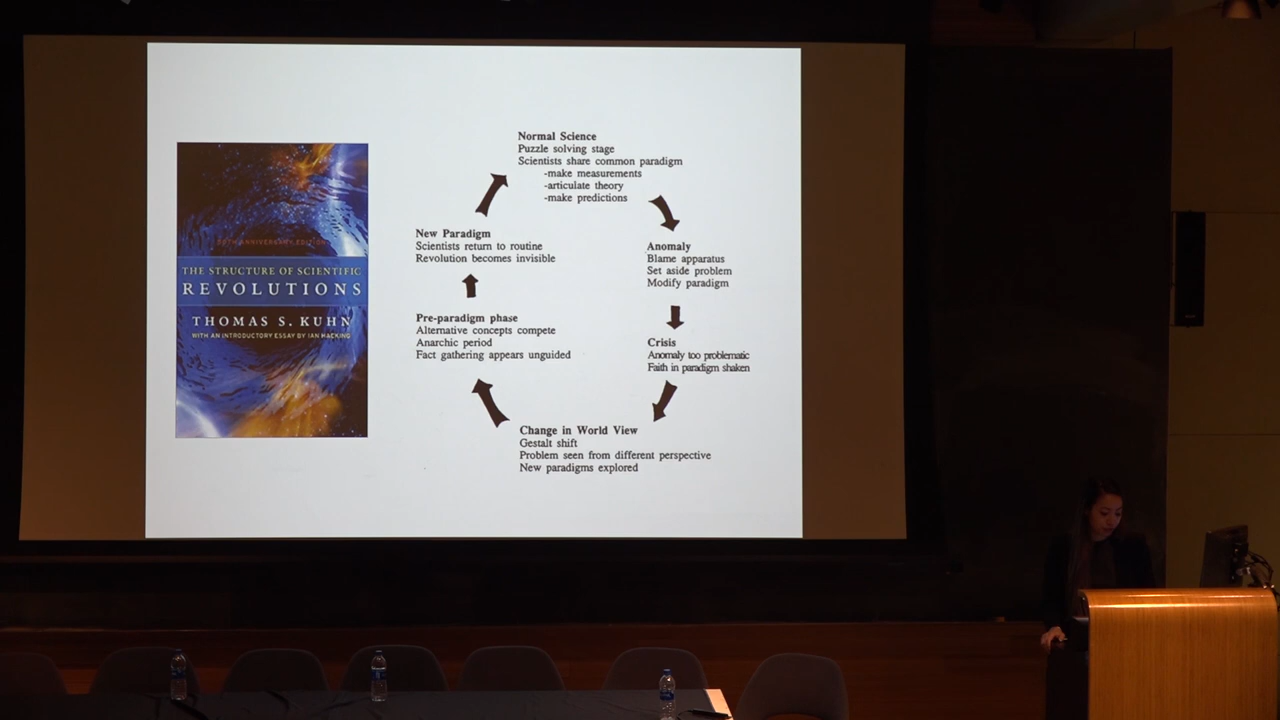 50TH ANNIVERSARY EDITION
THE STRUCTURE OF SCIENTIFIC
REVOLUTIONS
THOMAS S. KUHN
WITH AN INTRODUCTORY ESSAY BY IAN HACKING
Normal Science
Puzzle solving stage
Scientists share common paradigm
-make measurements
-articulate theory
-make predictions
Anomaly
Blame apparatus
Set aside problem
Modify paradigm
Crisis
Anomaly too problematic
Faith in paradigm shaken
Change in World View
Gestalt shift
Problem seen from different perspective
New paradigms explored
Pre-paradigm phase
Alternative concepts compete
Anarchic period
Fact gathering appears unguided
New Paradigm
Scientists return to routine
Revolution becomes invisible